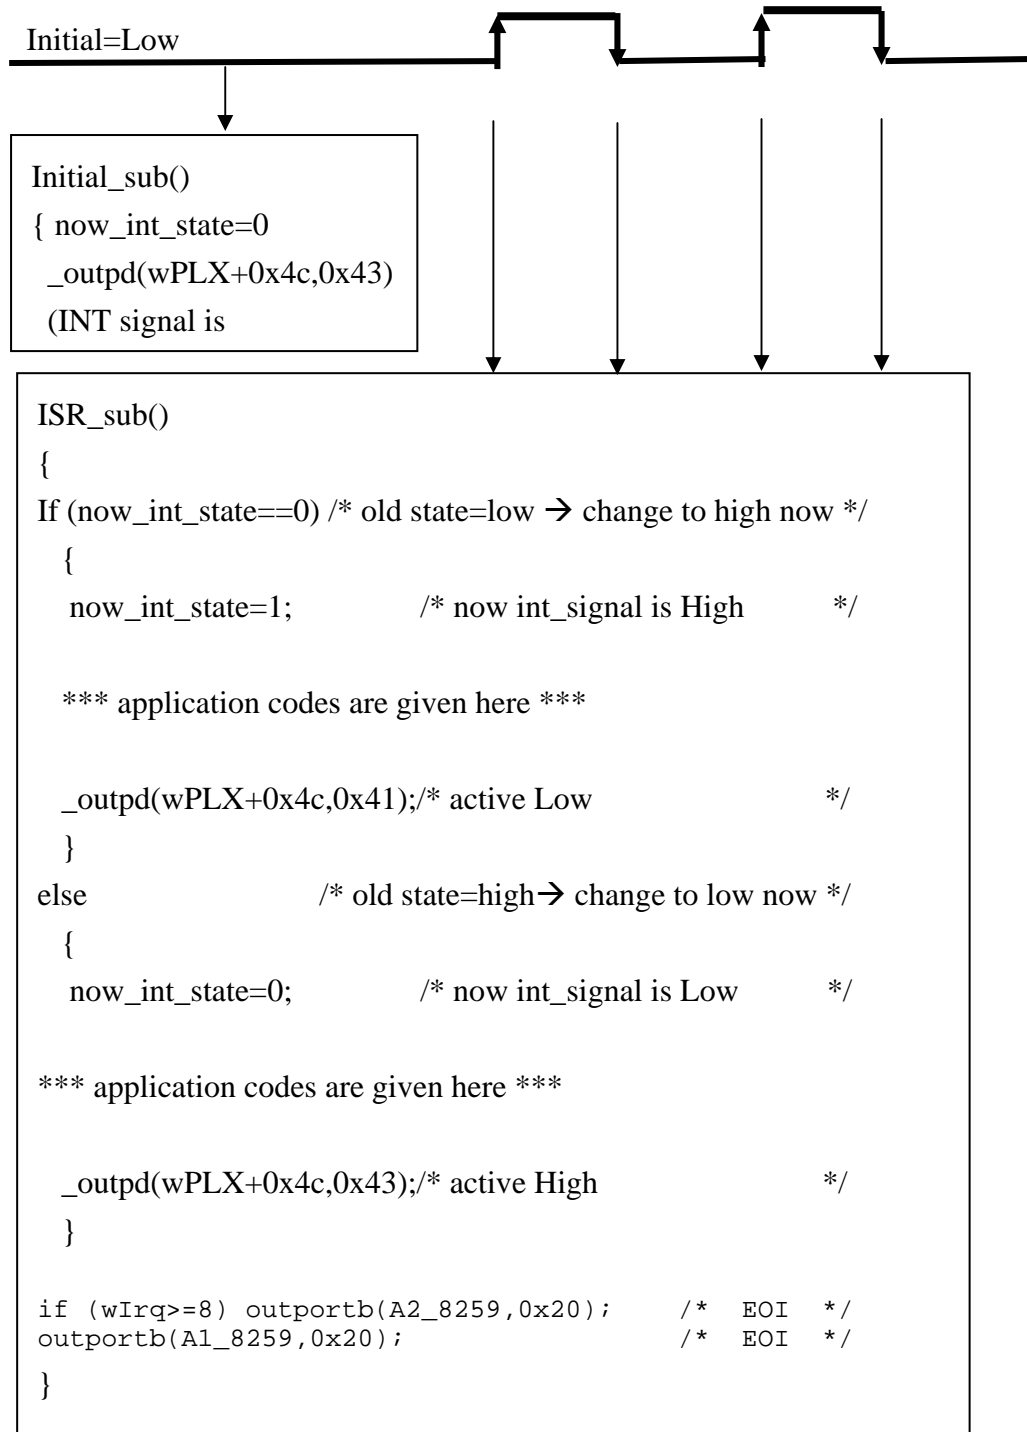 Initial=Low
Initial_sub()
{ now_int_state=0
_outpd(wPLX+0x4c,0x43)
(INT signal is
ISR_sub()
{
If (now_int_state==0) /* old state=low → change to high now */
{
now_int_state=1; /* now int_signal is High */
*** application codes are given here ***
_outpd(wPLX+0x4c,0x41);/* active Low */
}
else /* old state=high→ change to low now */
{
now_int_state=0; /* now int_signal is Low */
*** application codes are given here ***
_outpd(wPLX+0x4c,0x43);/* active High */
}
if (wIrq>=8) outportb(A2_8259,0x20); /* EOI */
outportb(A1_8259,0x20); /* EOI */
}